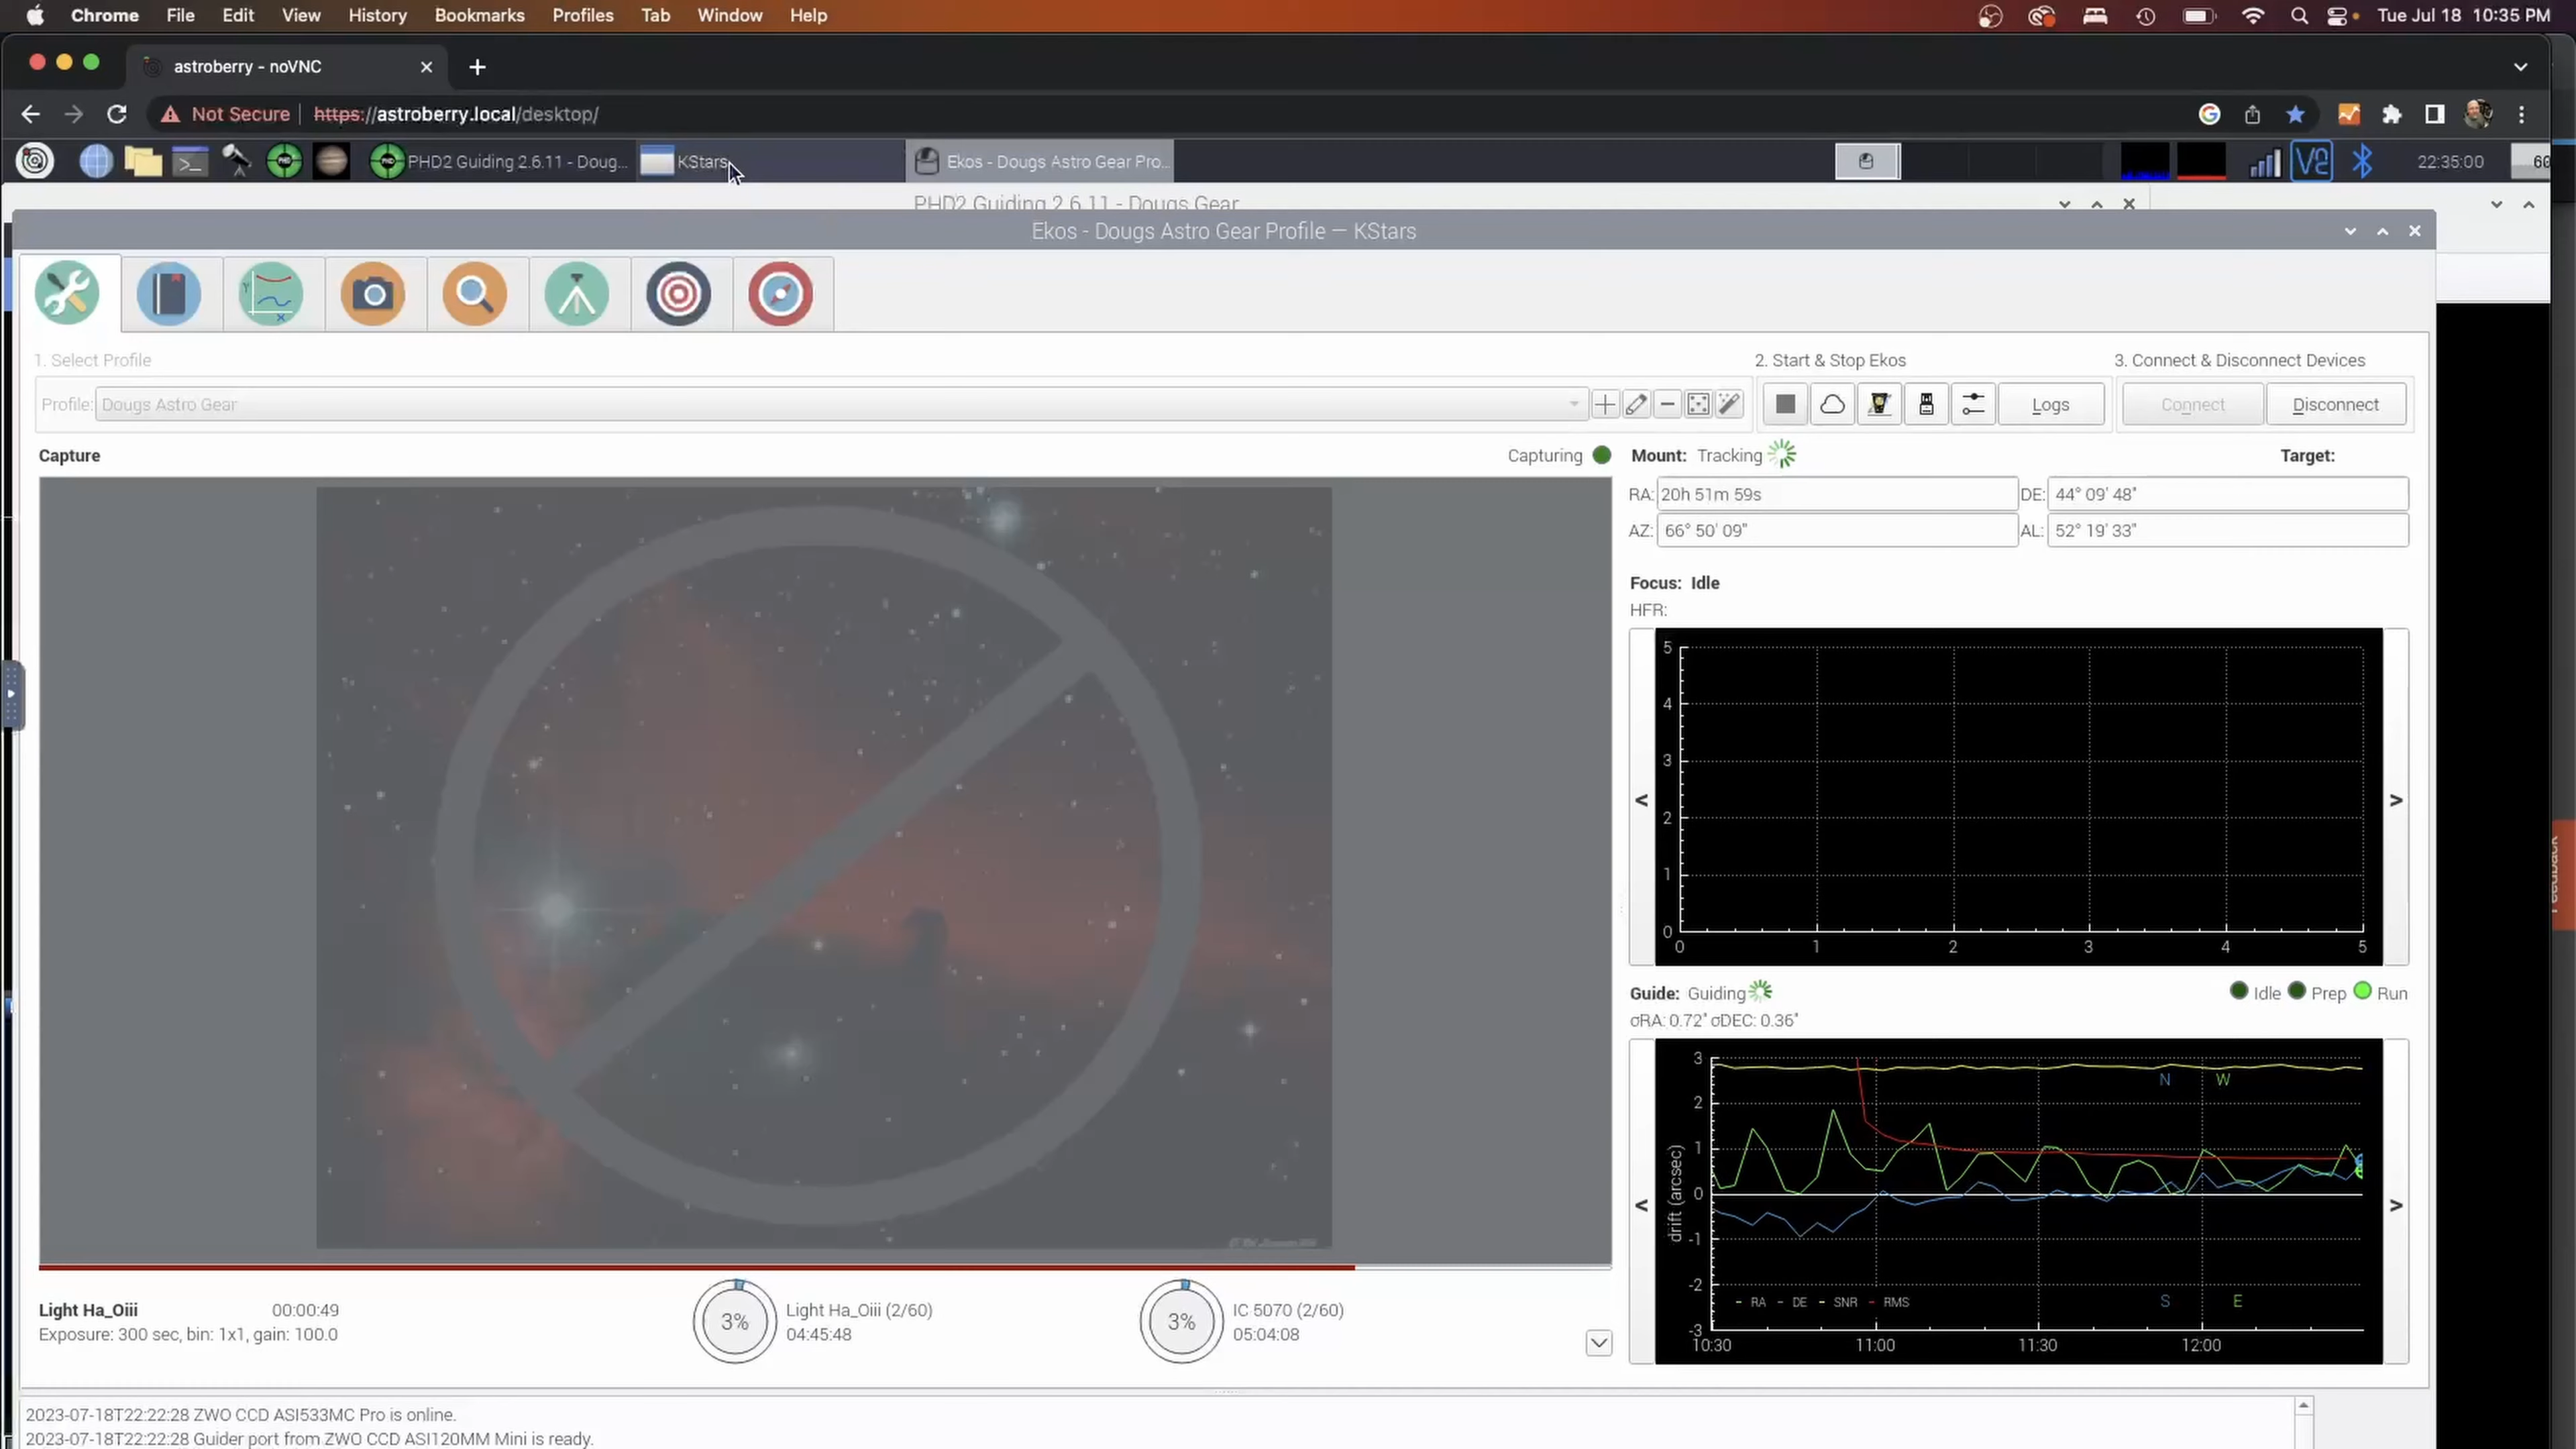 Chrome File Edit View History Bookmarks Profiles Tab Window Help Tue Jul 18 10:35 PM
astroberry - noVNC
Not Secure https://astroberry.local/desktop/
PHD2 Guiding 2.6.11 - Doug... KStars Ekos - Dougs Astro Gear Pro... 22:35:00 60
PHD2 Guiding 2.6.11 - Dougs Gear
Ekos - Dougs Astro Gear Profile — KStars
1. Select Profile 2. Start & Stop Ekos 3. Connect & Disconnect Devices
Profile: Dougs Astro Gear Logs Connect Disconnect
Capture Capturing Mount: Tracking Target:
RA: 20h 51m 59s DE: 44° 09' 48"
AZ: 66° 50' 09" AL: 52° 19' 33"
Focus: Idle
HFR:
5
4
3
2
1
0
0 1 2 3 4 5
Feedback
Guide: Guiding Idle Prep Run
σRA: 0.72" σDEC: 0.36"
3
2
1
0
-1
-2
-3
drift (arcsec)
N W
RA DE SNR RMS S E
10:30 11:00 11:30 12:00
Light Ha_Oiii 00:00:49
Exposure: 300 sec, bin: 1x1, gain: 100.0
3% Light Ha_Oiii (2/60)
04:45:48
3% IC 5070 (2/60)
05:04:08
2023-07-18T22:22:28 ZWO CCD ASI533MC Pro is online.
2023-07-18T22:22:28 Guider port from ZWO CCD ASI120MM Mini is ready.